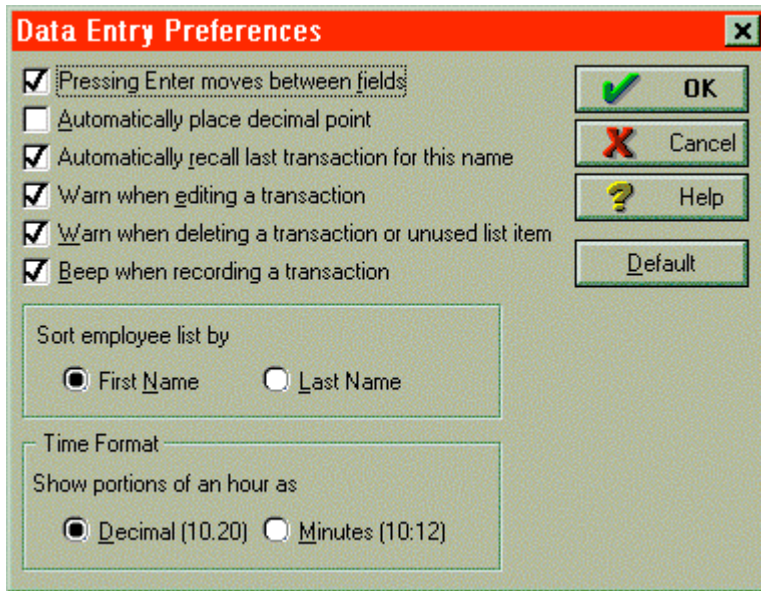 Data Entry Preferences
Pressing Enter moves between fields
OK
Automatically place decimal point
Automatically recall last transaction for this name
Cancel
Warn when editing a transaction
Help
Warn when deleting a transaction or unused list item
Default
Beep when recording a transaction
Sort employee list by
First Name Last Name
Time Format
Show portions of an hour as
Decimal (10.20) Minutes (10:12)